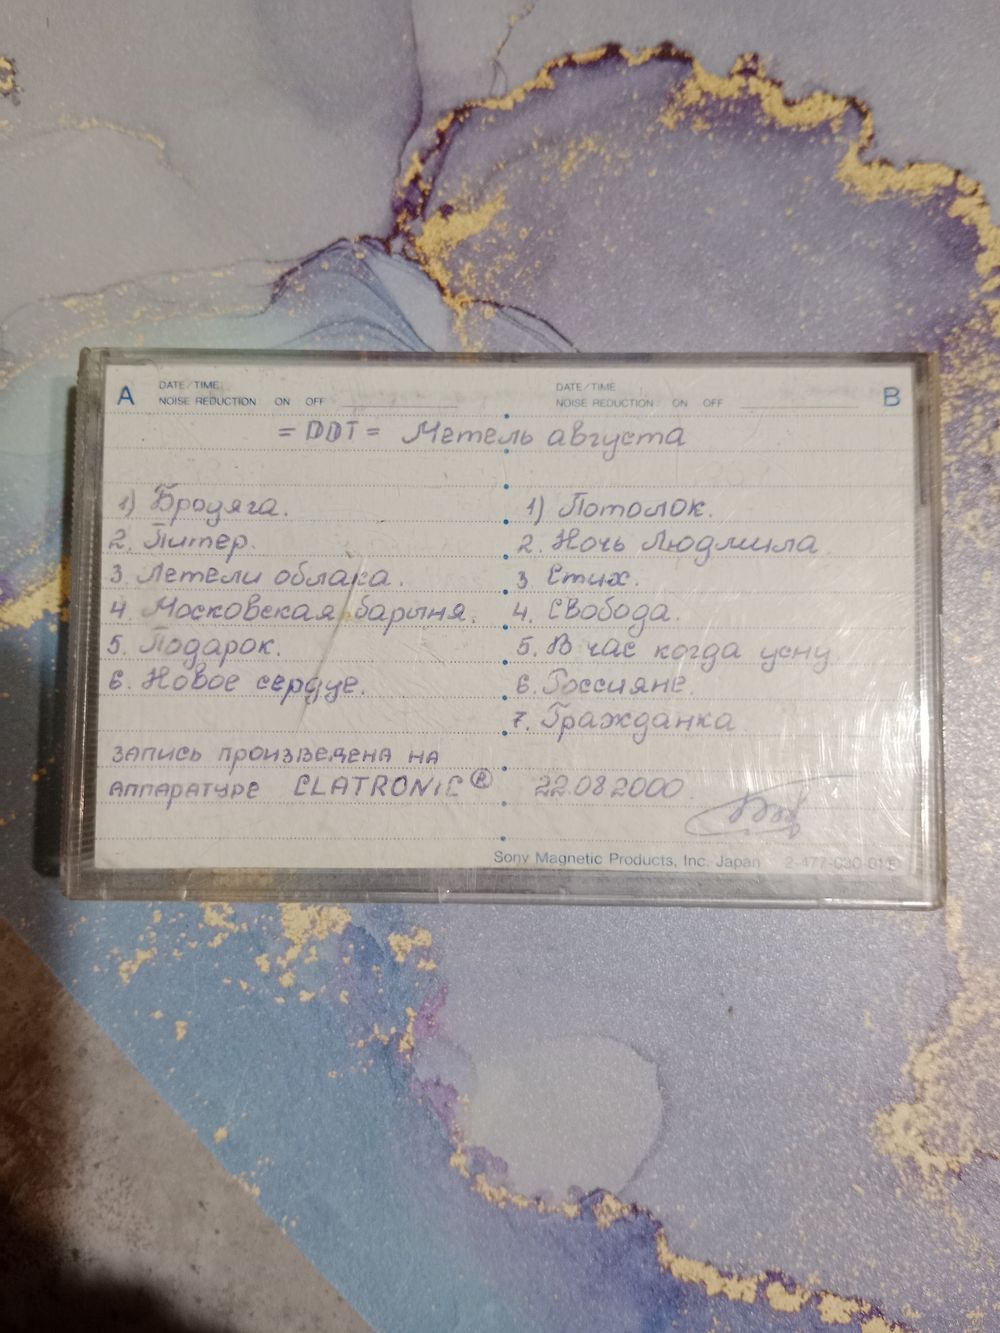 A DATE/TIME
NOISE REDUCTION ON OFF
DATE/TIME B
NOISE REDUCTION ON OFF
= DDT = Метель августа
1) Бродяга.
2. Питер.
3. Летели облака.
4. Московская барыня.
5. Подарок.
6. Новое сердце.
запись произведена на
аппаратуре CLATRONIC®
1) Потолок.
2. Ночь Людмила.
3. Стих.
4. Свобода.
5. В час когда усну
6. Россияне.
7. Гражданка.
22.08.2000
Sony Magnetic Products, Inc. Japan